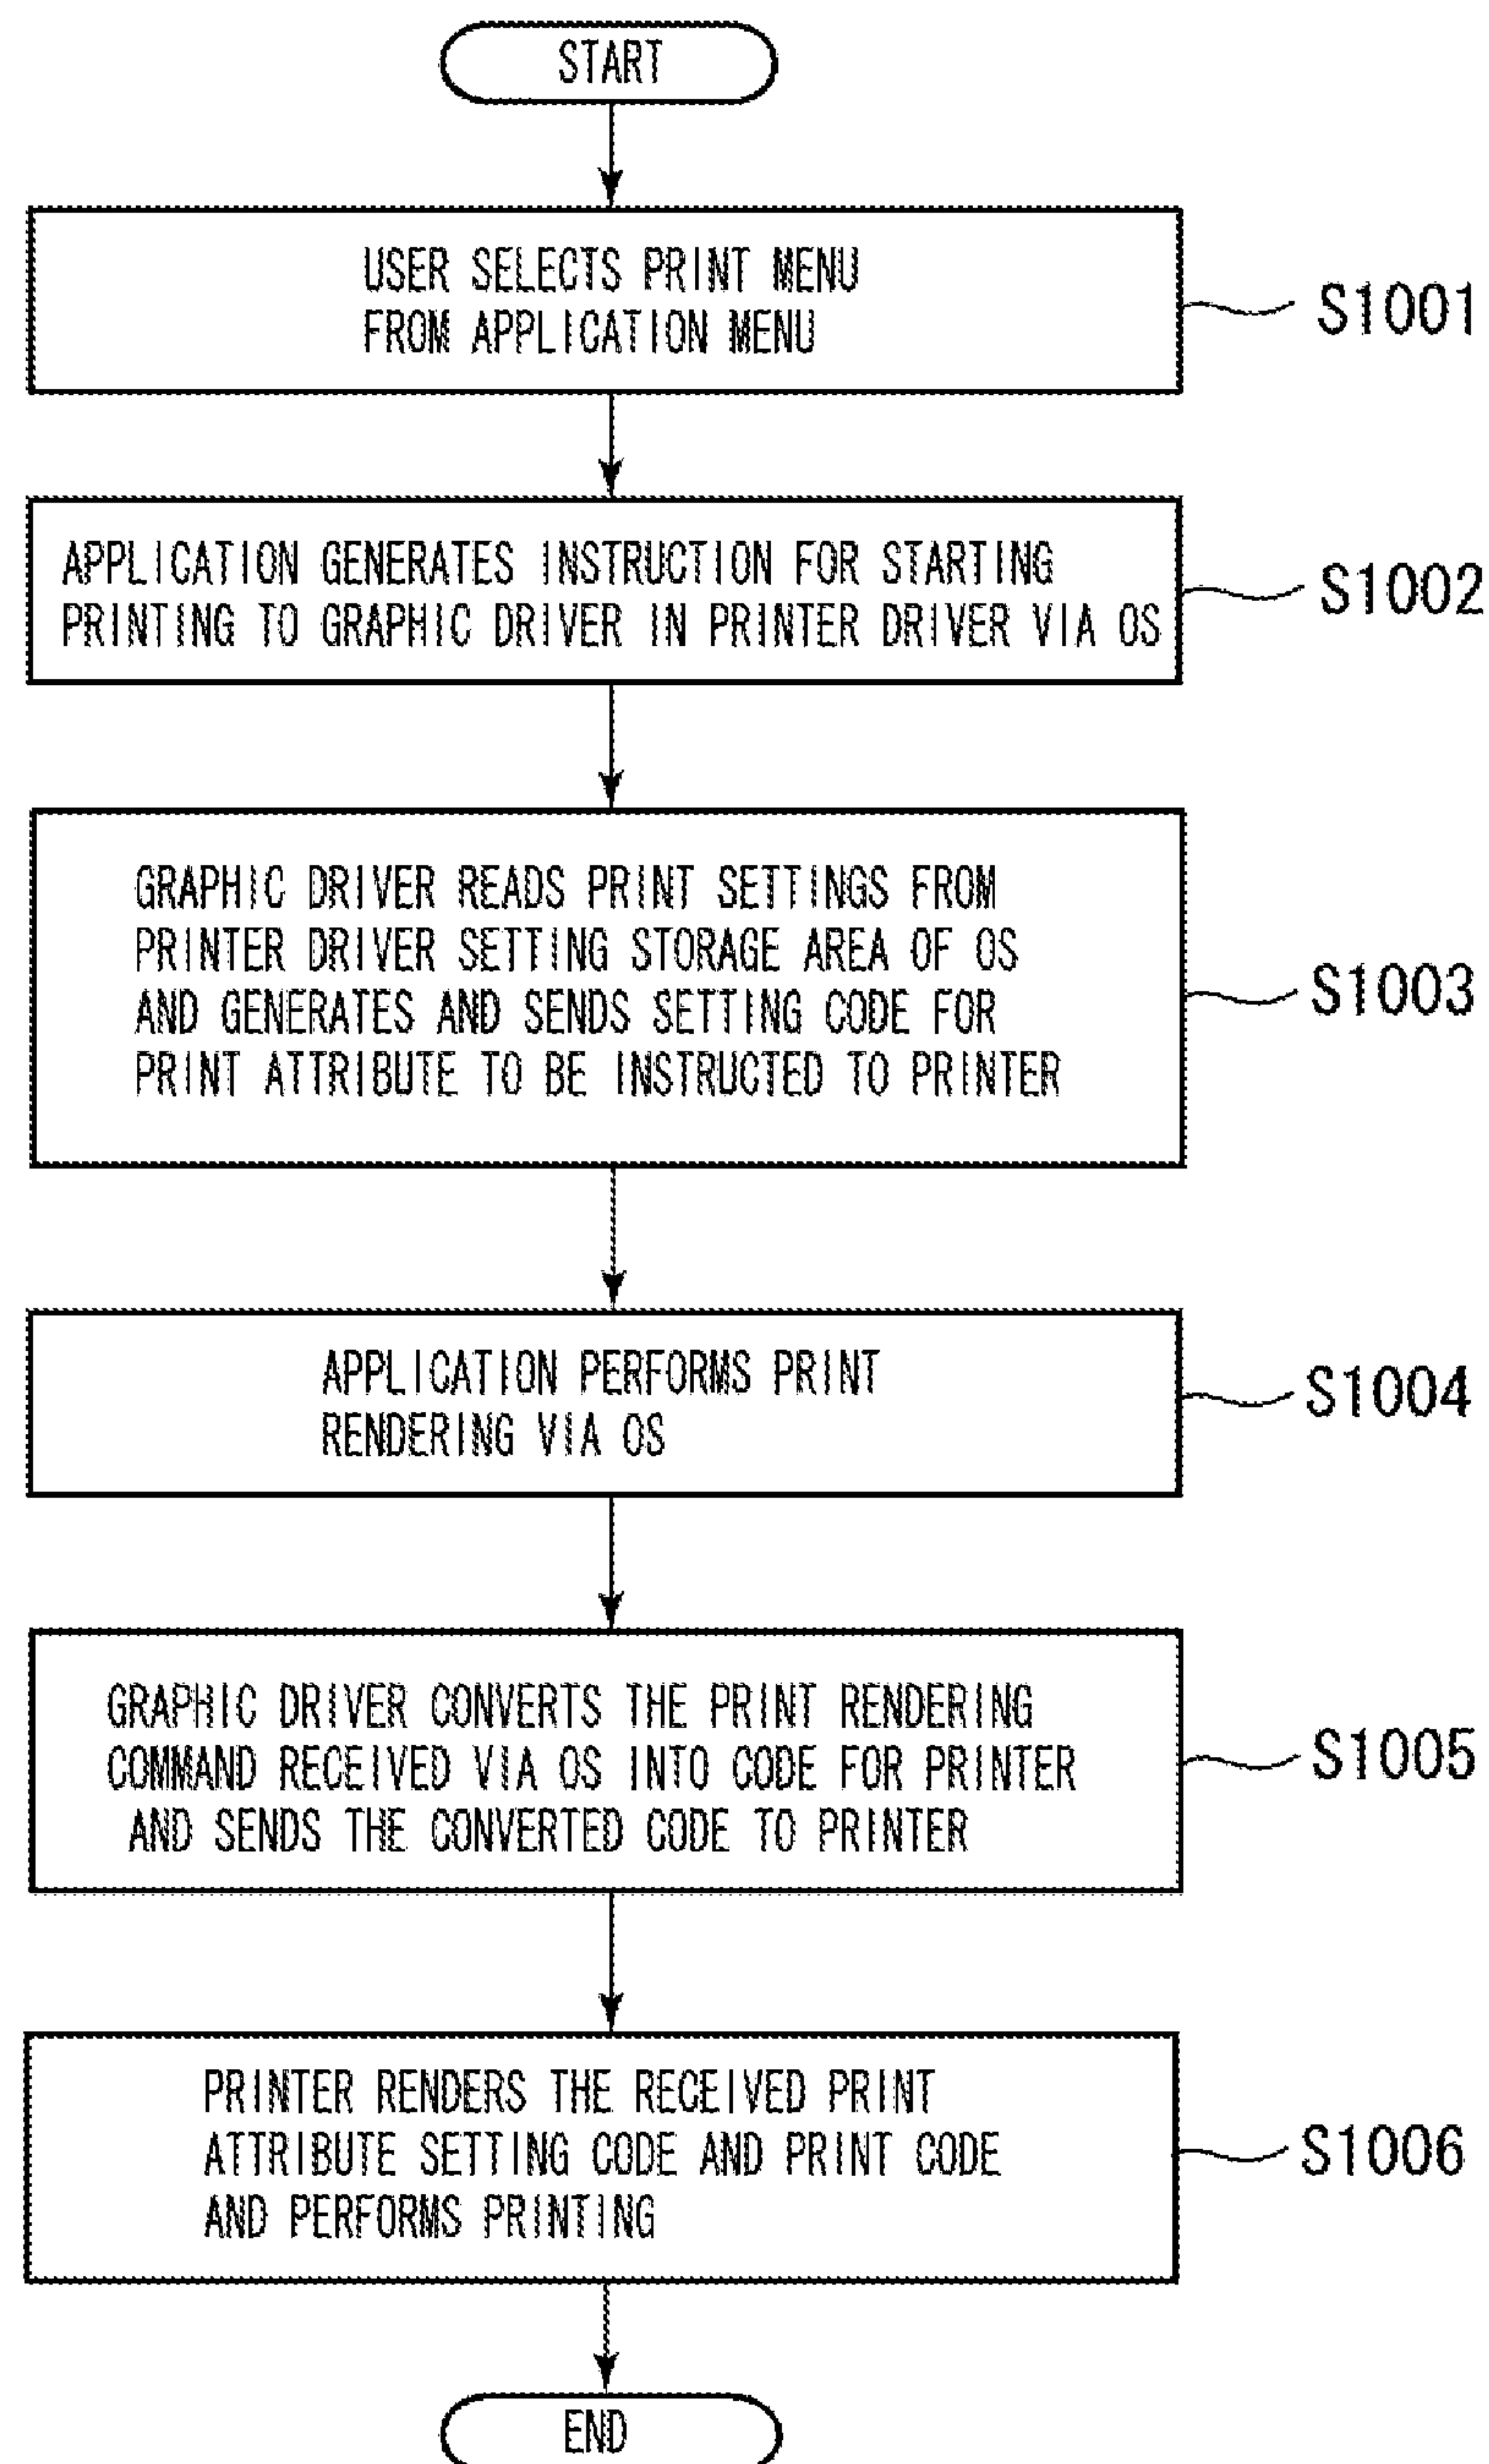 START
USER SELECTS PRINT MENU
FROM APPLICATION MENU
S1001
APPLICATION GENERATES INSTRUCTION FOR STARTING
PRINTING TO GRAPHIC DRIVER IN PRINTER DRIVER VIA OS
S1002
GRAPHIC DRIVER READS PRINT SETTINGS FROM
PRINTER DRIVER SETTING STORAGE AREA OF OS
AND GENERATES AND SENDS SETTING CODE FOR
PRINT ATTRIBUTE TO BE INSTRUCTED TO PRINTER
S1003
APPLICATION PERFORMS PRINT
RENDERING VIA OS
S1004
GRAPHIC DRIVER CONVERTS THE PRINT RENDERING
COMMAND RECEIVED VIA OS INTO CODE FOR PRINTER
AND SENDS THE CONVERTED CODE TO PRINTER
S1005
PRINTER RENDERS THE RECEIVED PRINT
ATTRIBUTE SETTING CODE AND PRINT CODE
AND PERFORMS PRINTING
S1006
END